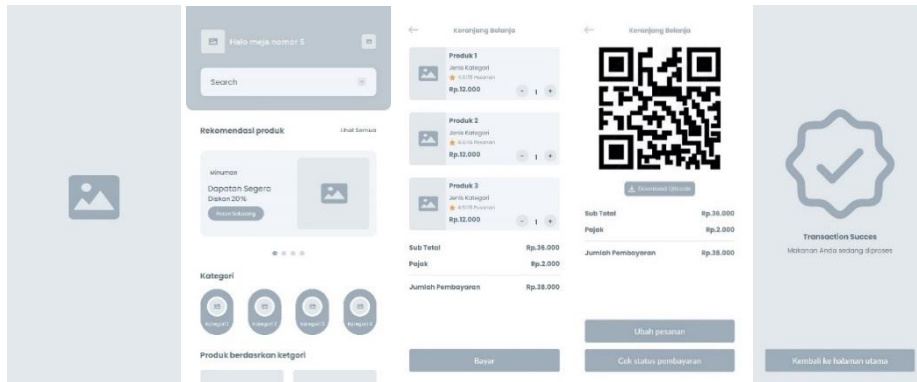 Halo meja nomor 5
Search
Rekomendasi produk
Lihat Semua
Minuman
Dapatan Segera
Diskon 20%
Pesan Sekarang
Kategori
Kategori 1
Kategori 2
Kategori 3
Kategori 4
Produk berdasrkan ketgori
Keranjang Belanja
Produk 1
Jenis Kategori
Rp.12.000
- 1 +
Produk 2
Jenis Kategori
Rp.12.000
- 1 +
Produk 3
Jenis Kategori
Rp.12.000
- 1 +
Sub Total Rp.36.000
Pajak Rp.2.000
Jumlah Pembayaran Rp.38.000
Bayar
Keranjang Belanja
Download QRcode
Sub Total Rp.36.000
Pajak Rp.2.000
Jumlah Pembayaran Rp.38.000
Ubah pesanan
Cek status pembayaran
Transaction Succes
Makanan Anda sedang diproses
Kembali ke halaman utama